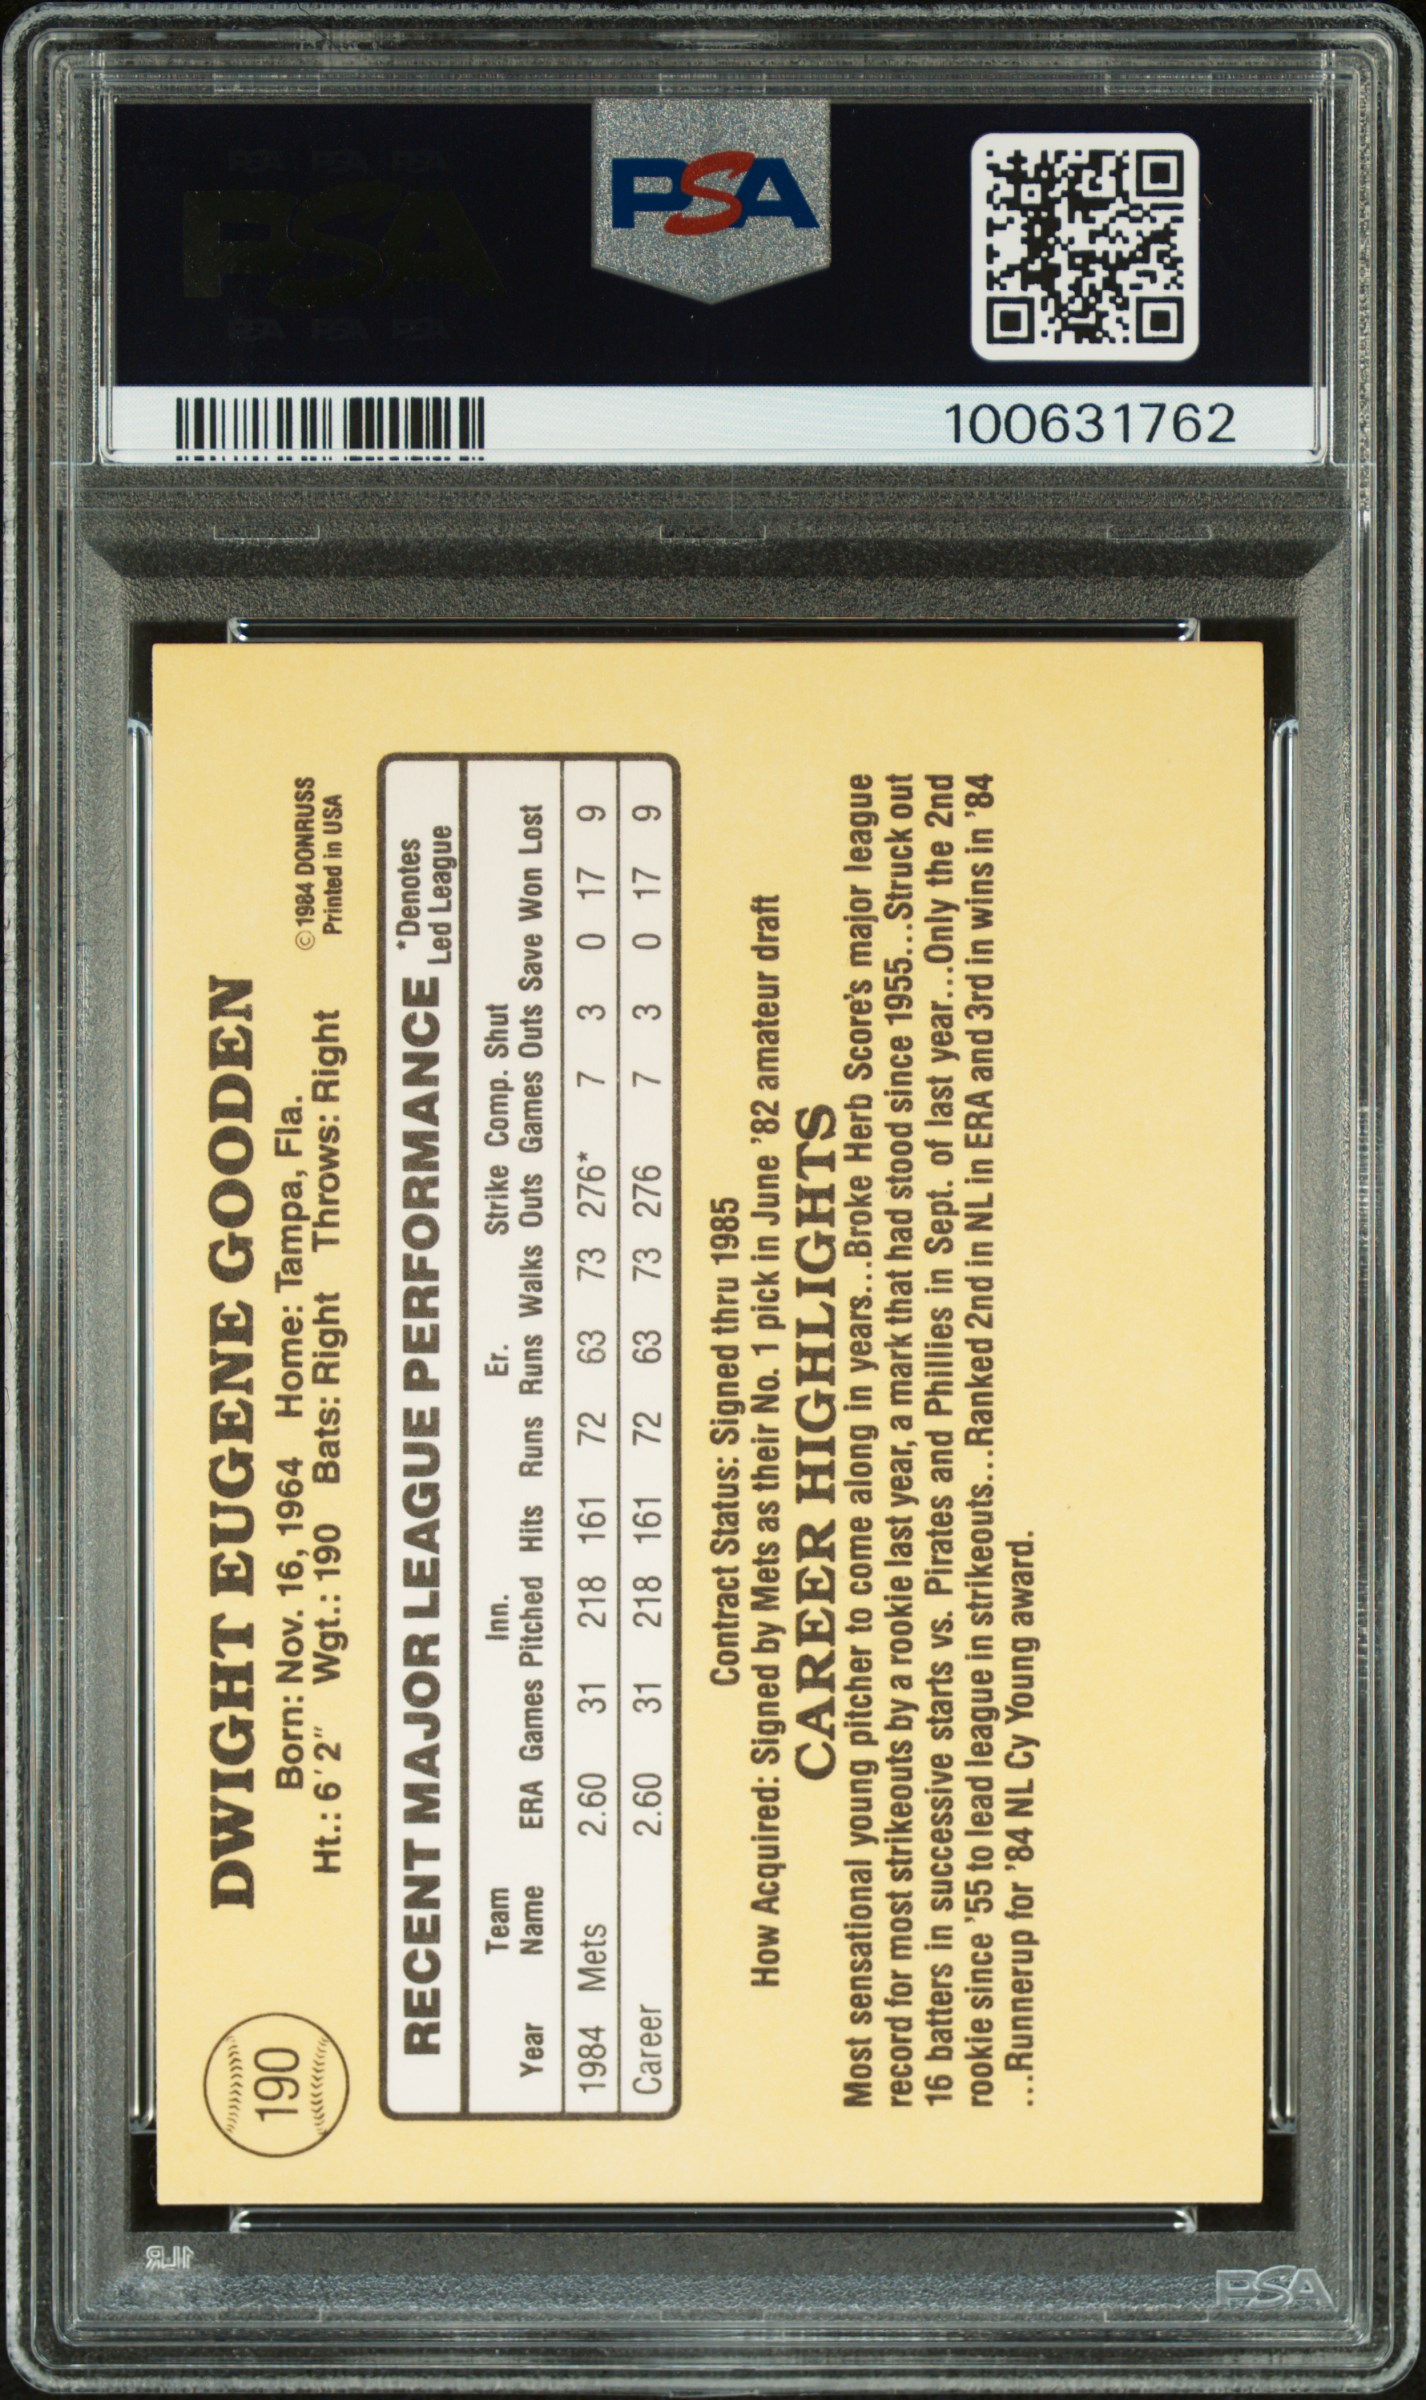 PSA
PSA PSA PSA
PSA
PSA PSA PSA
100631762
190
DWIGHT EUGENE GOODEN
Born: Nov. 16, 1964 Home: Tampa, Fla.
Ht.: 6'2" Wgt.: 190 Bats: Right Throws: Right
© 1984 DONRUSS
Printed in USA
RECENT MAJOR LEAGUE PERFORMANCE
*Denotes
Led League
Team Inn. Er. Strike Comp. Shut
Year Name ERA Games Pitched Hits Runs Runs Walks Outs Games Outs Save Won Lost
1984 Mets 2.60 31 218 161 72 63 73 276* 7 3 0 17 9
Career 2.60 31 218 161 72 63 73 276 7 3 0 17 9
Contract Status: Signed thru 1985
How Acquired: Signed by Mets as their No. 1 pick in June '82 amateur draft
CAREER HIGHLIGHTS
Most sensational young pitcher to come along in years...Broke Herb Score's major league
record for most strikeouts by a rookie last year, a mark that had stood since 1955...Struck out
16 batters in successive starts vs. Pirates and Phillies in Sept. of last year...Only the 2nd
rookie since '55 to lead league in strikeouts...Ranked 2nd in NL in ERA and 3rd in wins in '84
...Runnerup for '84 NL Cy Young award.
1LR
PSA